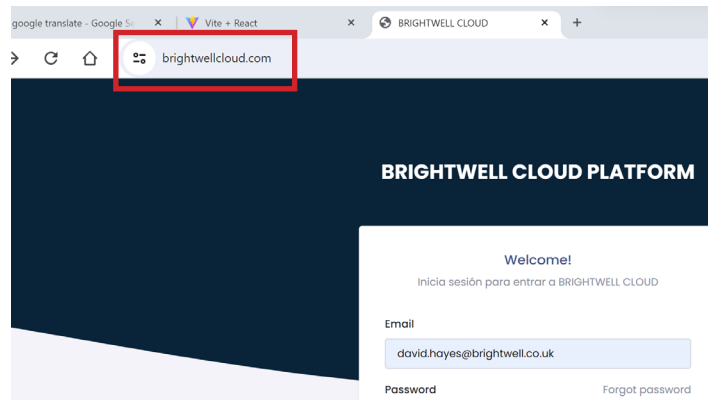 google translate - Google Se
Vite + React
BRIGHTWELL CLOUD
brightwellcloud.com
BRIGHTWELL CLOUD PLATFORM
Welcome!
Inicia sesión para entrar a BRIGHTWELL CLOUD
Email
david.hayes@brightwell.co.uk
Password Forgot password